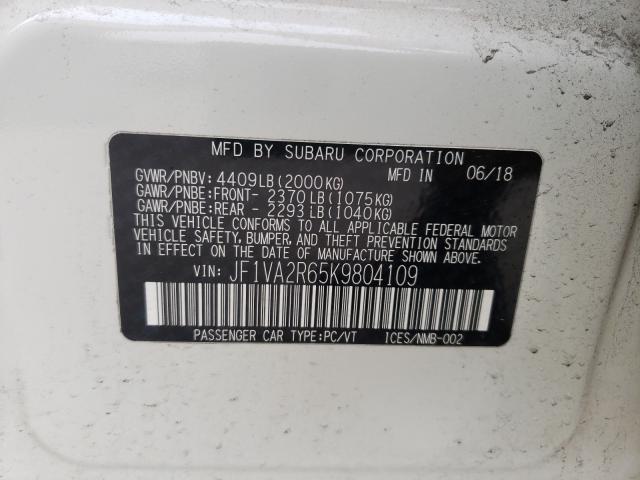 MFD BY SUBARU CORPORATION
GVWR/PNBV: 4409LB(2000KG) MFD IN 06/18
GAWR/PNBE:FRONT- 2370LB(1075KG)
GAWR/PNBE:REAR - 2293LB(1040KG)
THIS VEHICLE CONFORMS TO ALL APPLICABLE FEDERAL MOTOR
VEHICLE SAFETY, BUMPER, AND THEFT PREVENTION STANDARDS
IN EFFECT ON THE DATE OF MANUFACTURE SHOWN ABOVE.
VIN: JF1VA2R65K9804109
PASSENGER CAR TYPE:PC/VT ICES/NMB-002